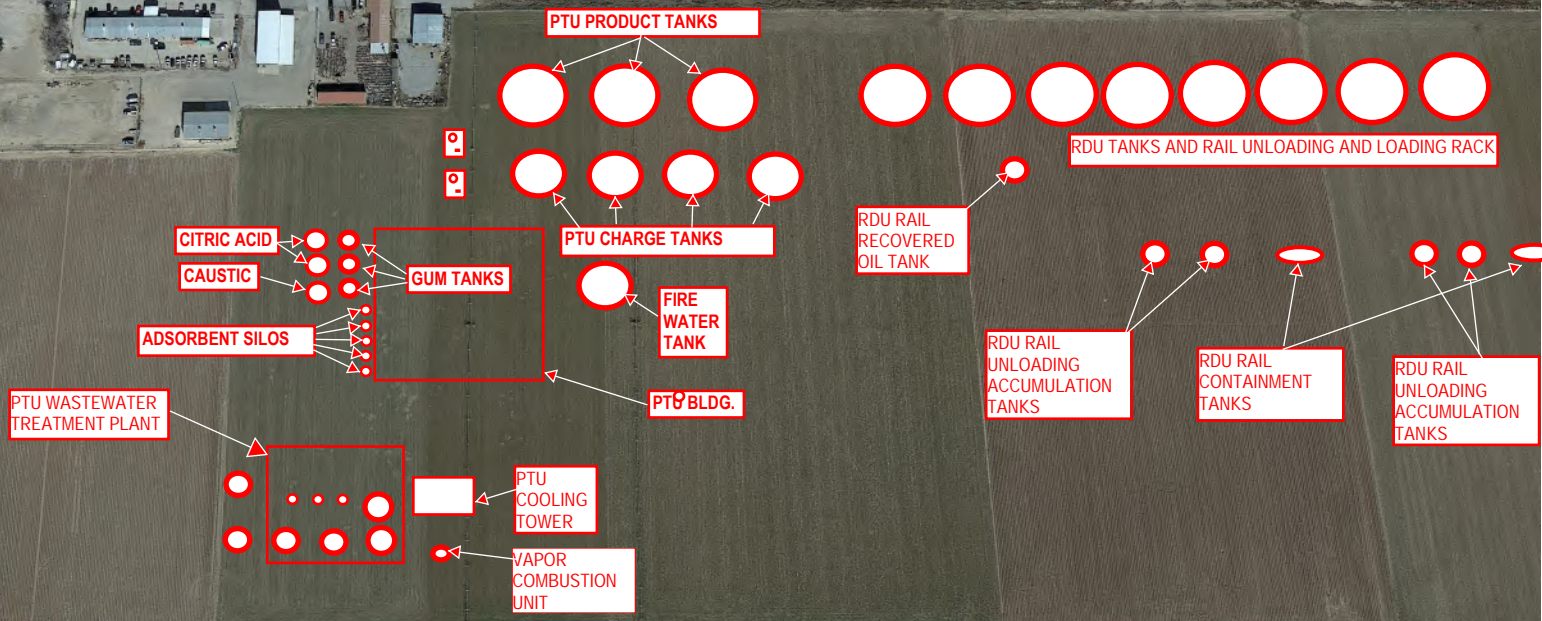 PTU PRODUCT TANKS
RDU TANKS AND RAIL UNLOADING AND LOADING RACK
RDU RAIL
RECOVERED
OIL TANK
CITRIC ACID
PTU CHARGE TANKS
CAUSTIC
GUM TANKS
FIRE
WATER
TANK
ADSORBENT SILOS
RDU RAIL
UNLOADING
ACCUMULATION
TANKS
RDU RAIL
CONTAINMENT
TANKS
RDU RAIL
UNLOADING
ACCUMULATION
TANKS
PTU WASTEWATER
TREATMENT PLANT
PTU BLDG.
PTU
COOLING
TOWER
VAPOR
COMBUSTION
UNIT